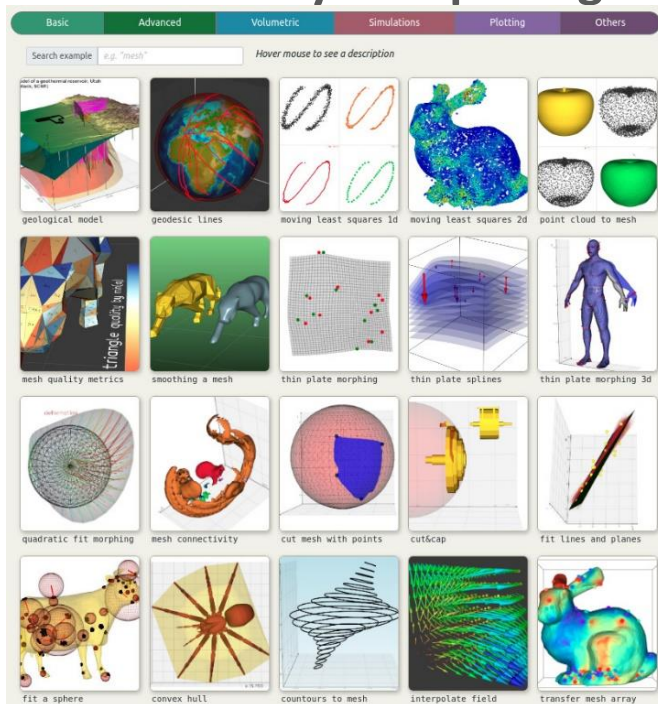 Basic Advanced Volumetric Simulations Plotting Others
Search example e.g. "mesh" Hover mouse to see a description
geological model geodesic lines moving least squares 1d moving least squares 2d point cloud to mesh
triangle quality by
mesh quality metrics smoothing a mesh thin plate morphing thin plate splines thin plate morphing 3d
quadratic fit morphing mesh connectivity cut mesh with points cut&cap fit lines and planes
fit a sphere convex hull countours to mesh interpolate field transfer mesh array